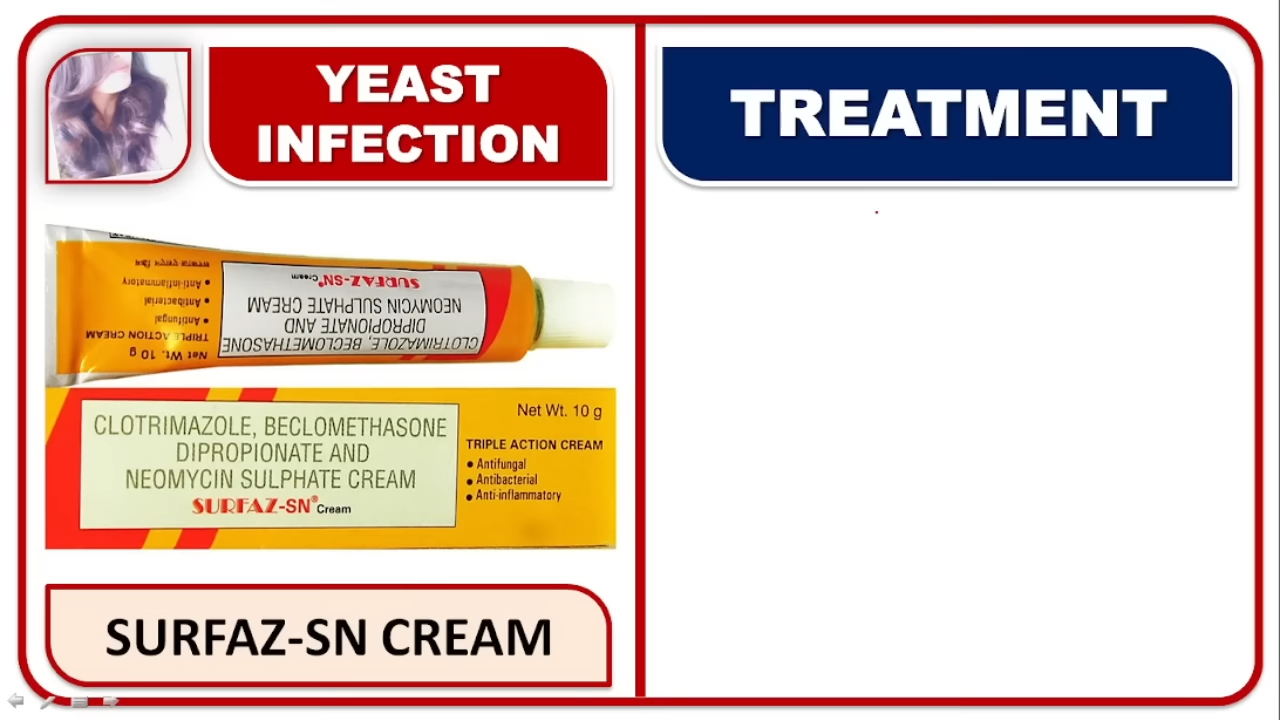 YEAST
INFECTION
TREATMENT
• Anti-inflammatory
• Antibacterial
• Antifungal
TRIPLE ACTION CREAM
Net Wt. 10 g
SURFAZ-SN® Cream
NEOMYCIN SULPHATE CREAM
DIPROPIONATE AND
CLOTRIMAZOLE, BECLOMETHASONE
CLOTRIMAZOLE, BECLOMETHASONE
DIPROPIONATE AND
NEOMYCIN SULPHATE CREAM
SURFAZ-SN® Cream
Net Wt. 10 g
TRIPLE ACTION CREAM
• Antifungal
• Antibacterial
• Anti-inflammatory
SURFAZ-SN CREAM